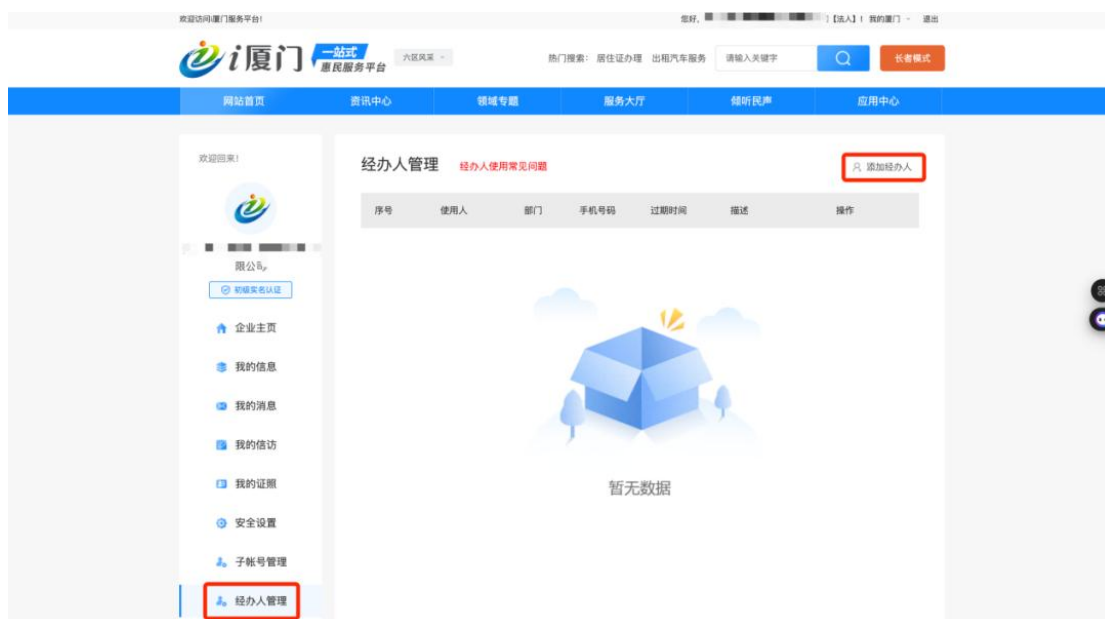 欢迎访问i厦门服务平台!
您好,
【法人】! 我的厦门
退出
i厦门 一站式
惠民服务平台
六区风采
热门搜索: 居住证办理 出租汽车服务
请输入关键字
长者模式
网站首页 资讯中心 领域专题 服务大厅 倾听民声 应用中心
欢迎回来!
限公
初级实名认证
企业主页
我的信息
我的消息
我的信访
我的证照
安全设置
子帐号管理
经办人管理
经办人管理 经办人使用常见问题
添加经办人
序号 使用人 部门 手机号码 过期时间 描述 操作
暂无数据